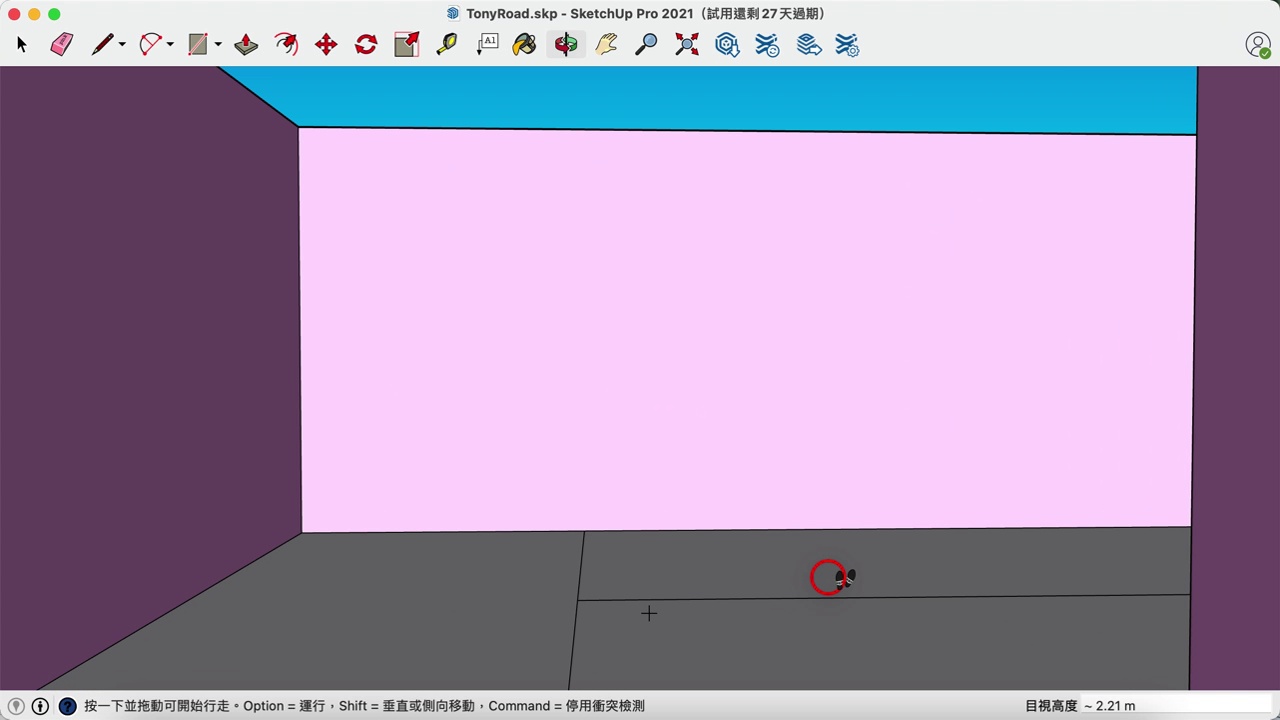 TonyRoad.skp - SketchUp Pro 2021（試用還剩 27 天過期）
A1
按一下並拖動可開始行走。Option = 運行，Shift = 垂直或側向移動，Command = 停用衝突檢測
目視高度 ~ 2.21 m